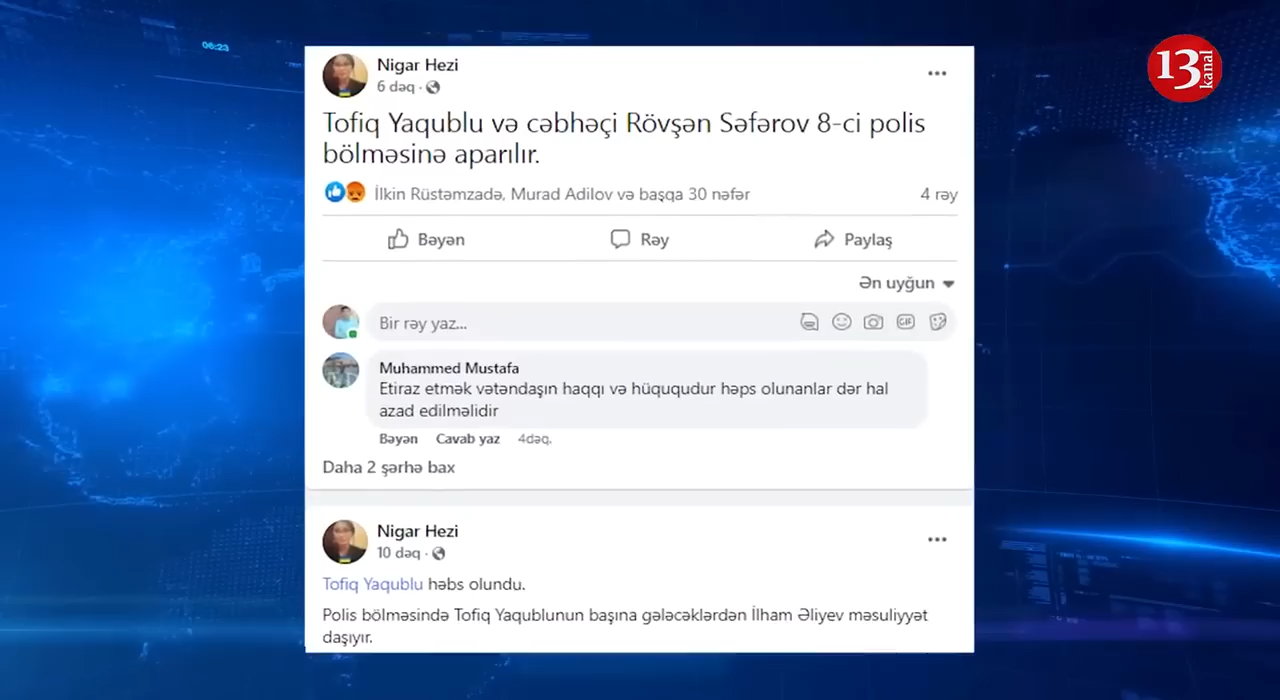 06:23
13 kanal
Nigar Hezi
6 dəq ·
Tofiq Yaqublu və cəbhəçi Rövşən Səfərov 8-ci polis
bölməsinə aparılır.
İlkin Rüstəmzadə, Murad Adilov və başqa 30 nəfər 4 rəy
Bəyən Rəy Paylaş
Ən uyğun
Bir rəy yaz...
GIF
Muhammed Mustafa
Etiraz etmək vətəndaşın haqqı və hüququdur həps olunanlar dər hal
azad edilməlidir
Bəyən Cavab yaz 4dəq.
Daha 2 şərhə bax
Nigar Hezi
10 dəq ·
Tofiq Yaqublu həbs olundu.
Polis bölməsində Tofiq Yaqublunun başına gələcəklərdən İlham Əliyev məsuliyyət
daşıyır.